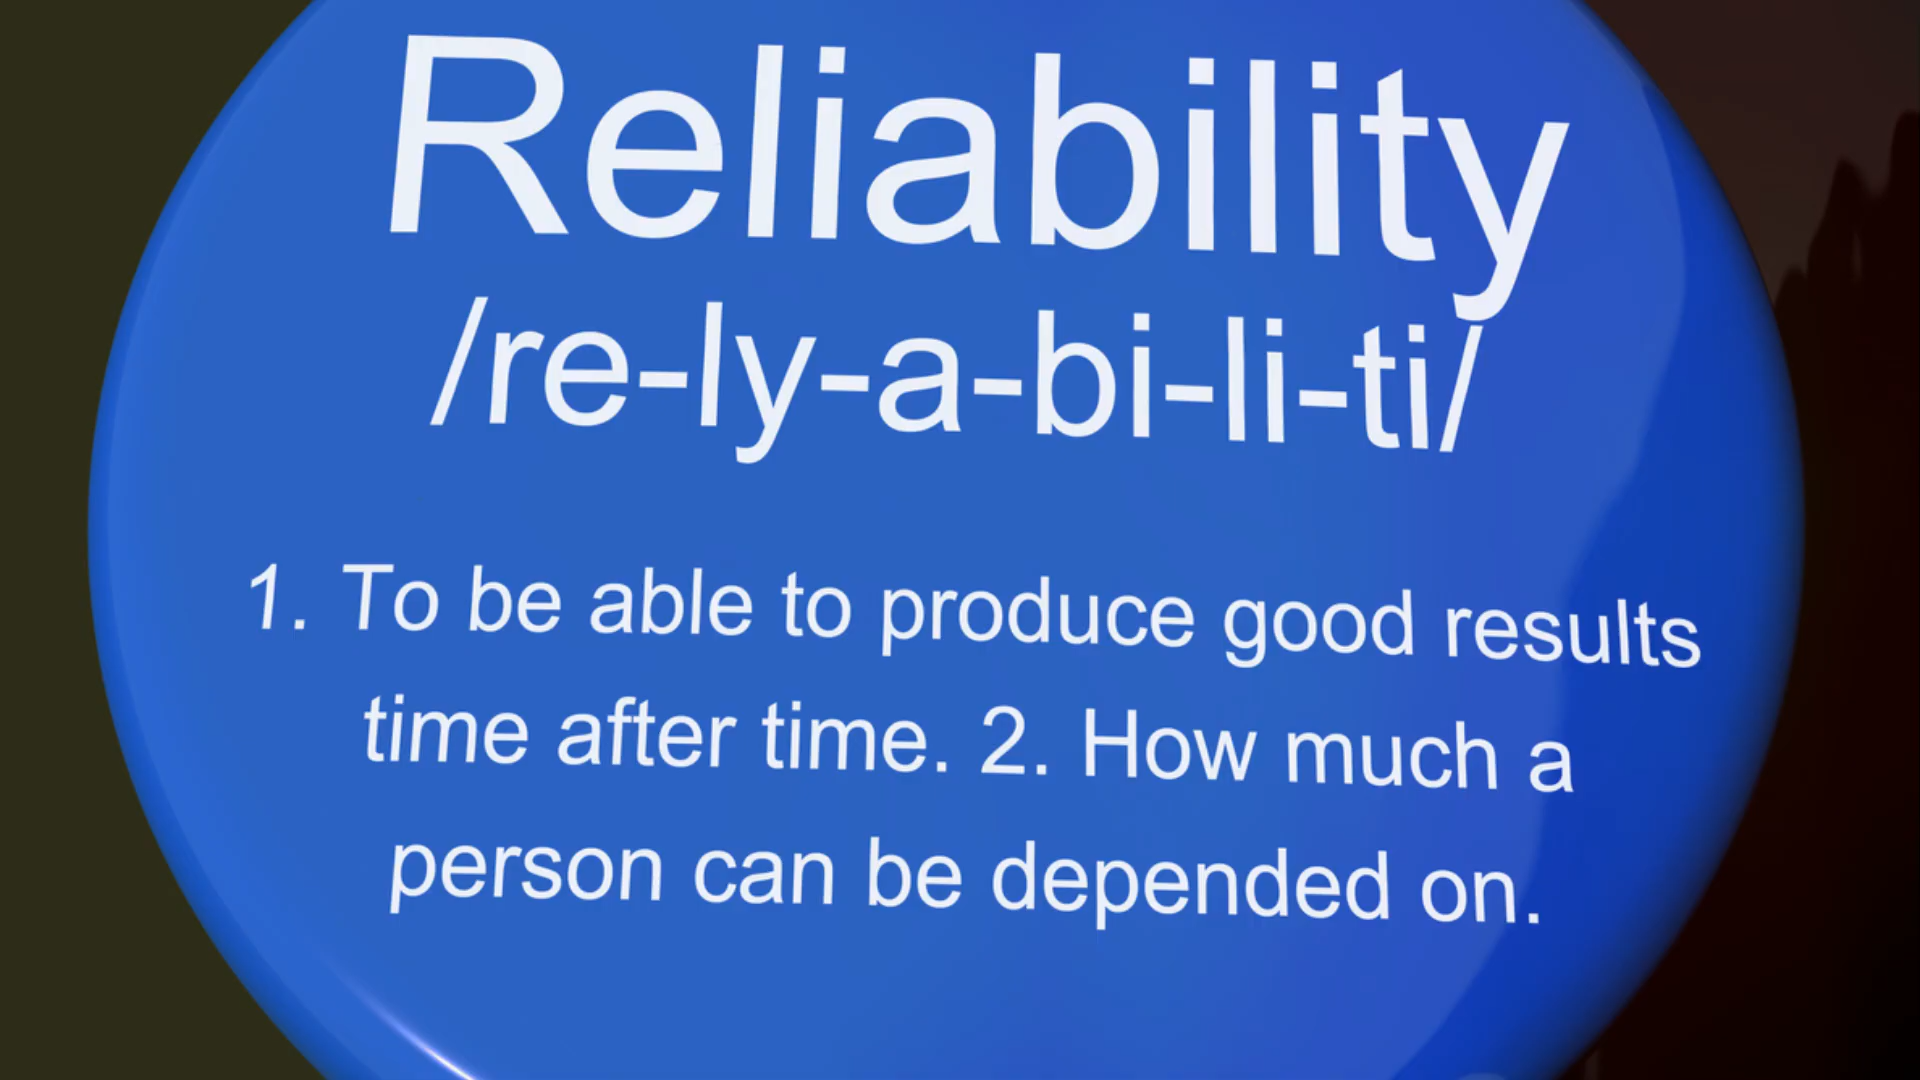 Reliability
/re-ly-a-bi-li-ti/
1. To be able to produce good results
time after time. 2. How much a
person can be depended on.